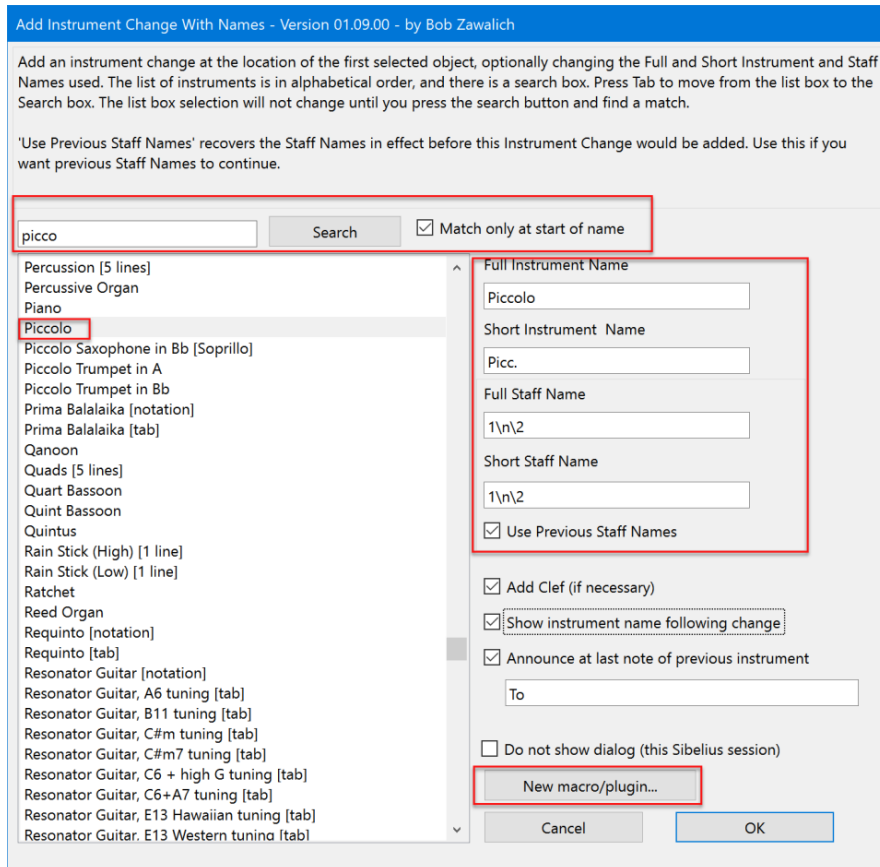 Add Instrument Change With Names - Version 01.09.00 - by Bob Zawalich
Add an instrument change at the location of the first selected object, optionally changing the Full and Short Instrument and Staff
Names used. The list of instruments is in alphabetical order, and there is a search box. Press Tab to move from the list box to the
Search box. The list box selection will not change until you press the search button and find a match.
'Use Previous Staff Names' recovers the Staff Names in effect before this Instrument Change would be added. Use this if you
want previous Staff Names to continue.
picco
Search
Match only at start of name
Percussion [5 lines]
Percussive Organ
Piano
Piccolo
Piccolo Saxophone in Bb [Soprillo]
Piccolo Trumpet in A
Piccolo Trumpet in Bb
Prima Balalaika [notation]
Prima Balalaika [tab]
Qanoon
Quads [5 lines]
Quart Bassoon
Quint Bassoon
Quintus
Rain Stick (High) [1 line]
Rain Stick (Low) [1 line]
Ratchet
Reed Organ
Requinto [notation]
Requinto [tab]
Resonator Guitar [notation]
Resonator Guitar, A6 tuning [tab]
Resonator Guitar, B11 tuning [tab]
Resonator Guitar, C#m tuning [tab]
Resonator Guitar, C#m7 tuning [tab]
Resonator Guitar, C6 + high G tuning [tab]
Resonator Guitar, C6+A7 tuning [tab]
Resonator Guitar, E13 Hawaiian tuning [tab]
Resonator Guitar, E13 Western tuning [tab]
Full Instrument Name
Piccolo
Short Instrument Name
Picc.
Full Staff Name
1\n\2
Short Staff Name
1\n\2
Use Previous Staff Names
Add Clef (if necessary)
Show instrument name following change
Announce at last note of previous instrument
To
Do not show dialog (this Sibelius session)
New macro/plugin...
Cancel
OK